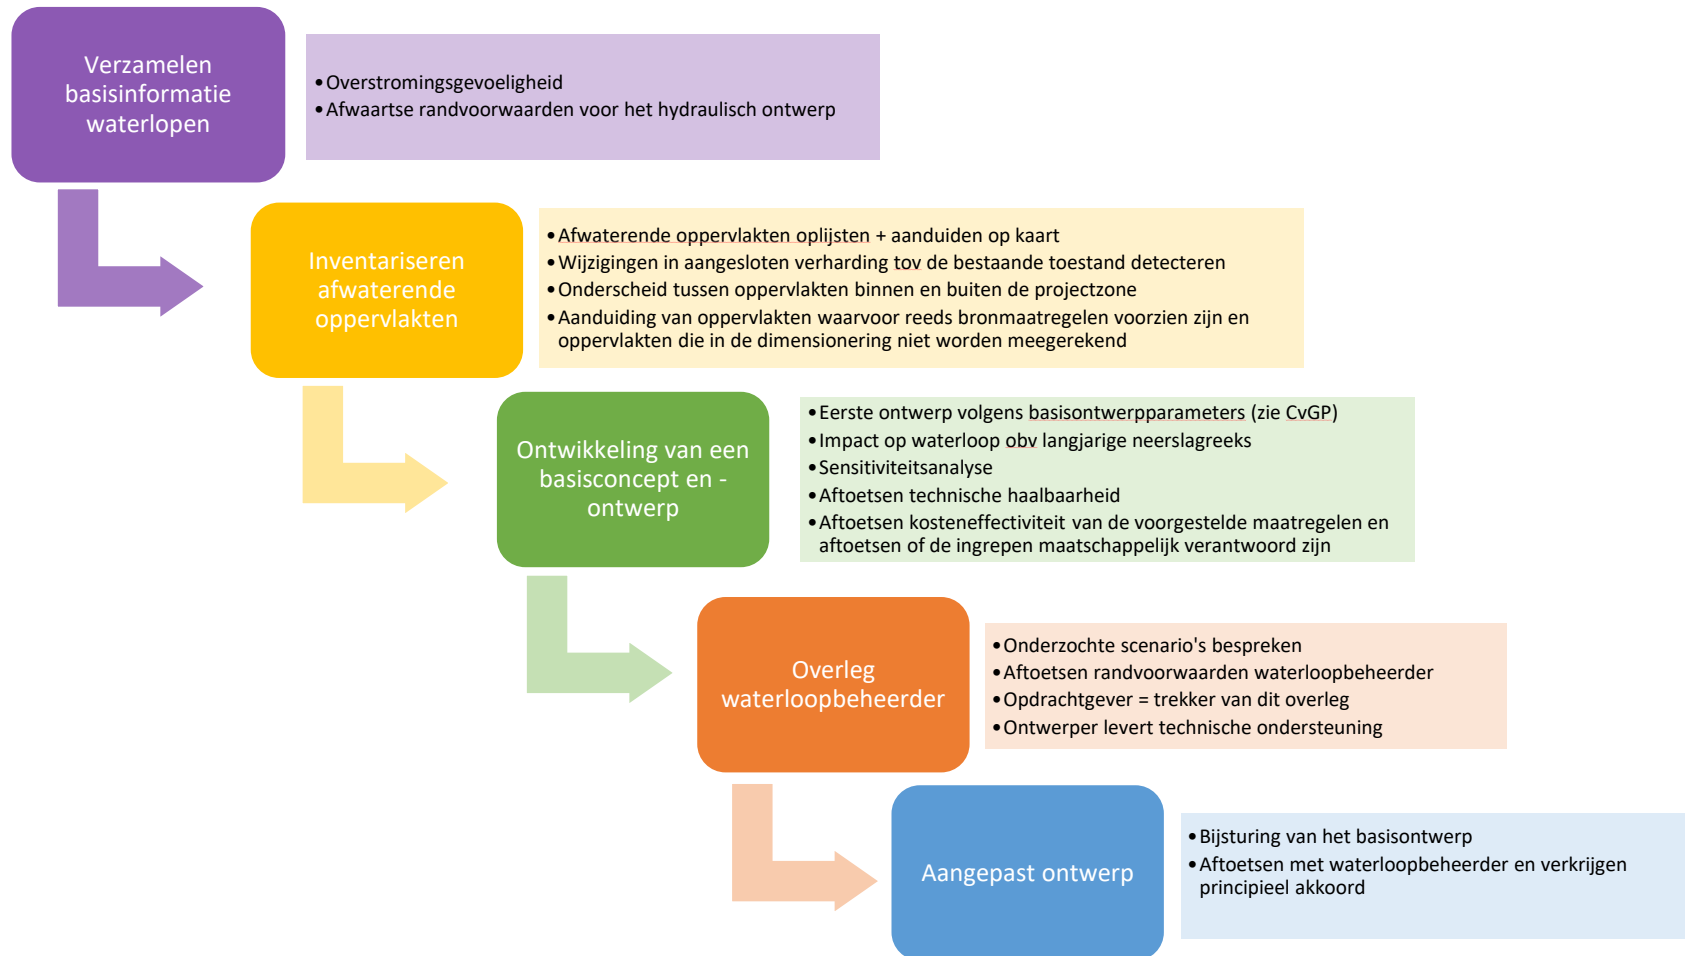 Verzamelen
basisinformatie
waterlopen
•Overstromingsgevoeligheid
•Afwaartse randvoorwaarden voor het hydraulisch ontwerp
Inventariseren
afwaterende
oppervlakten
•Afwaterende oppervlakten oplijsten + aanduiden op kaart
•Wijzigingen in aangesloten verharding tov de bestaande toestand detecteren
•Onderscheid tussen oppervlakten binnen en buiten de projectzone
•Aanduiding van oppervlakten waarvoor reeds bronmaatregelen voorzien zijn en
oppervlakten die in de dimensionering niet worden meegerekend
Ontwikkeling van een
basisconcept en -
ontwerp
•Eerste ontwerp volgens basisontwerpparameters (zie CvGP)
•Impact op waterloop obv langjarige neerslagreeks
•Sensitiviteitsanalyse
•Aftoetsen technische haalbaarheid
•Aftoetsen kosteneffectiviteit van de voorgestelde maatregelen en
aftoetsen of de ingrepen maatschappelijk verantwoord zijn
Overleg
waterloopbeheerder
•Onderzochte scenario's bespreken
•Aftoetsen randvoorwaarden waterloopbeheerder
•Opdrachtgever = trekker van dit overleg
•Ontwerper levert technische ondersteuning
Aangepast ontwerp
•Bijsturing van het basisontwerp
•Aftoetsen met waterloopbeheerder en verkrijgen
principieel akkoord